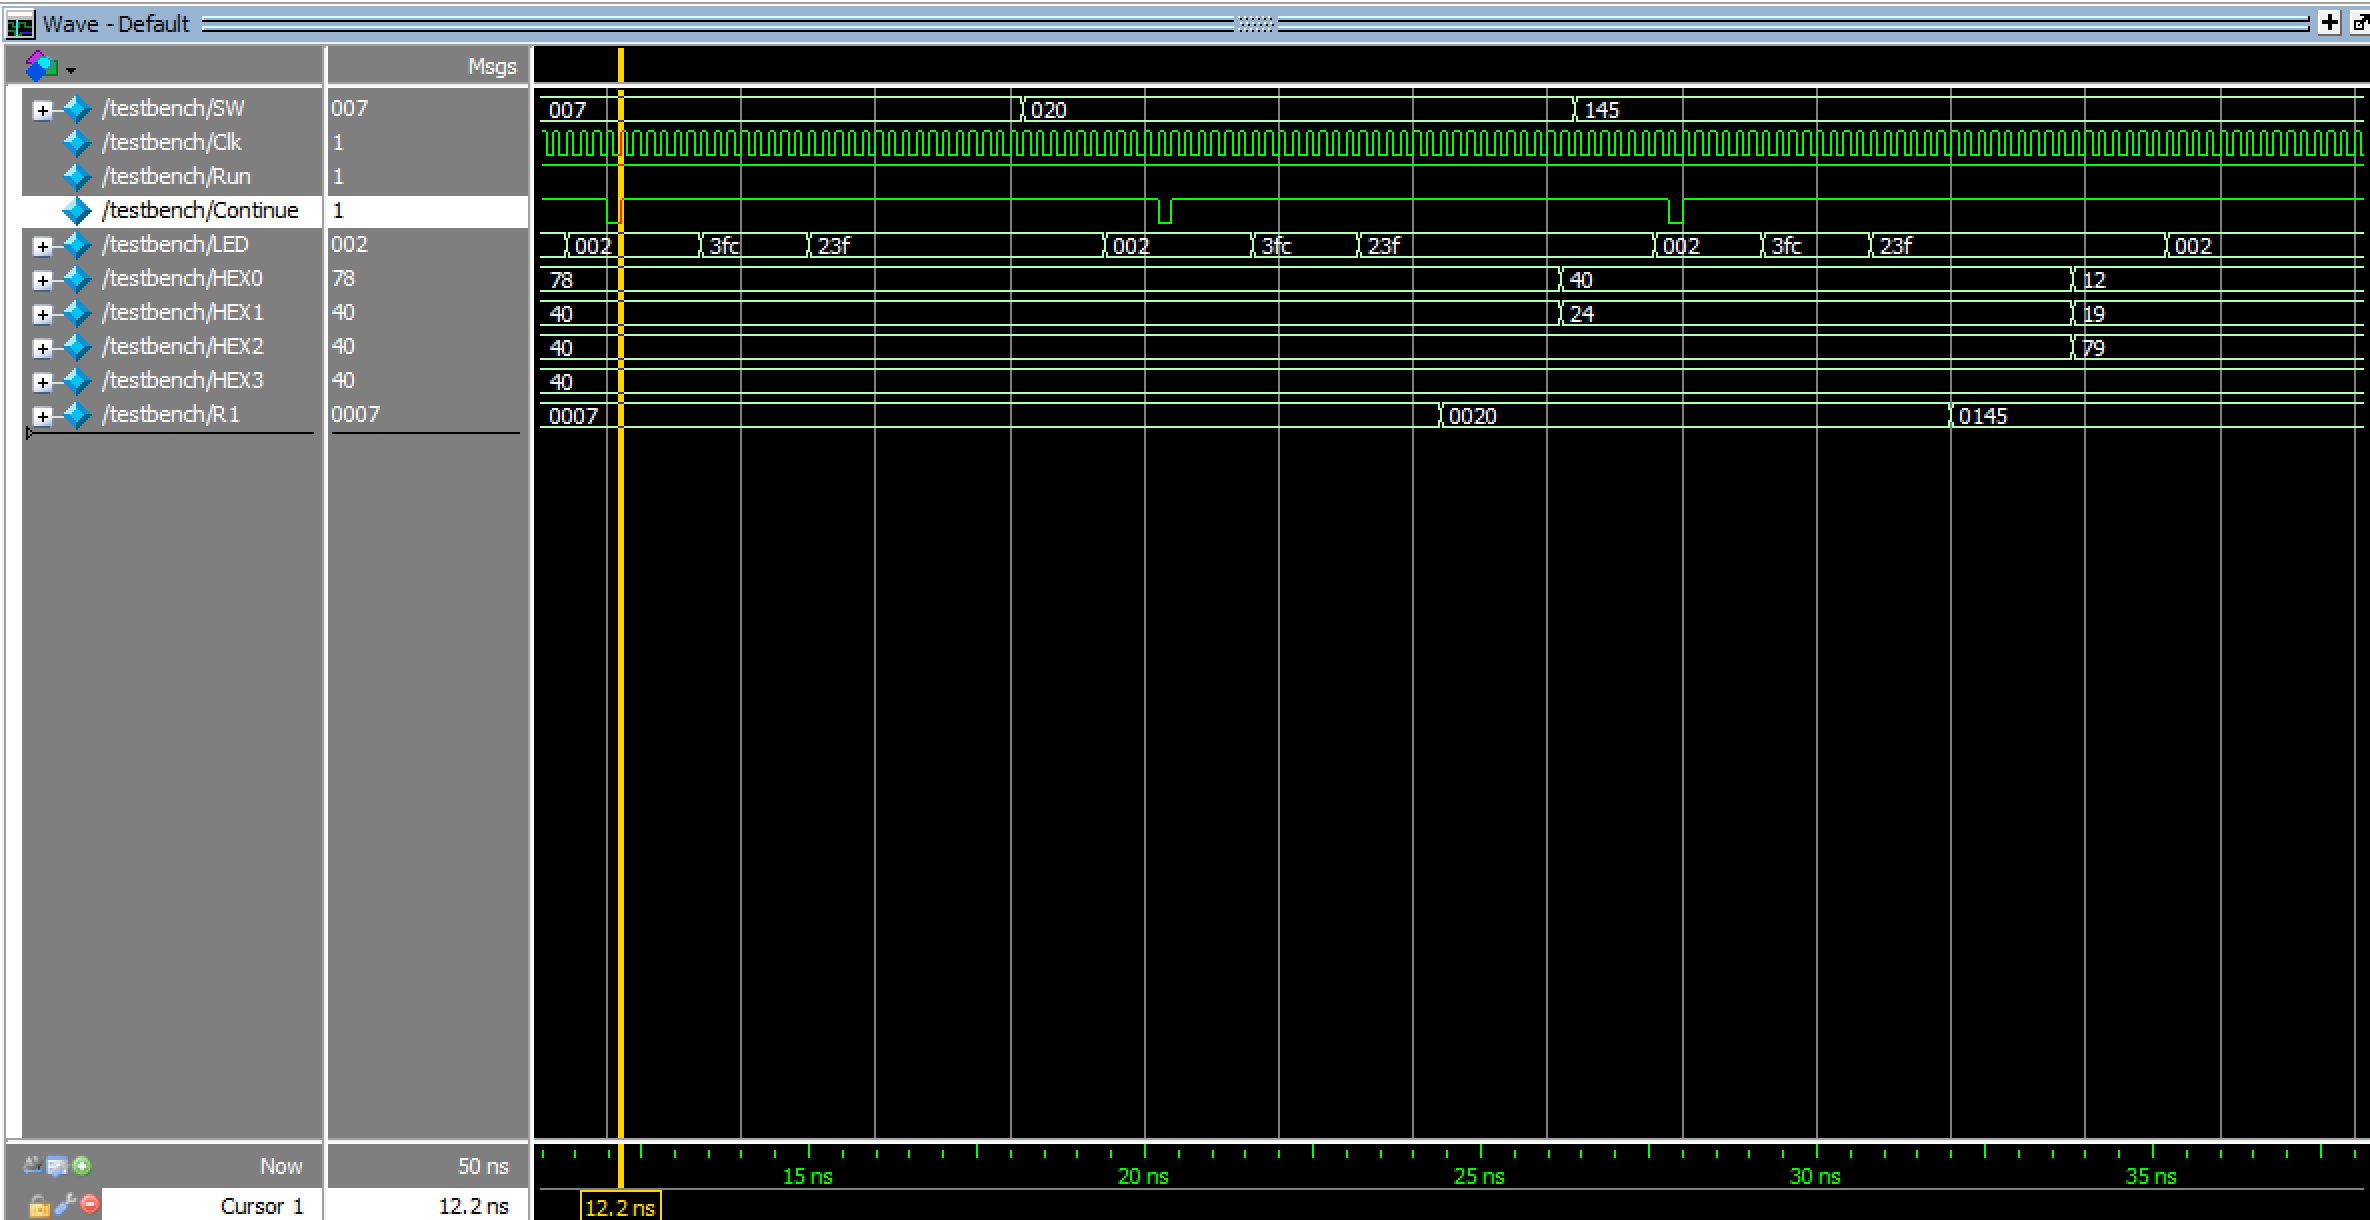 Wave - Default
Msgs
/testbench/SW 007 007 020 145
/testbench/Clk 1
/testbench/Run 1
/testbench/Continue 1
/testbench/LED 002 002 3fc 23f 002 3fc 23f 002 3fc 23f 002
/testbench/HEX0 78 78 40 12
/testbench/HEX1 40 40 24 19
/testbench/HEX2 40 40 79
/testbench/HEX3 40 40
/testbench/R1 0007 0007 0020 0145
Now 50 ns 15 ns 20 ns 25 ns 30 ns 35 ns
Cursor 1 12.2 ns 12.2 ns